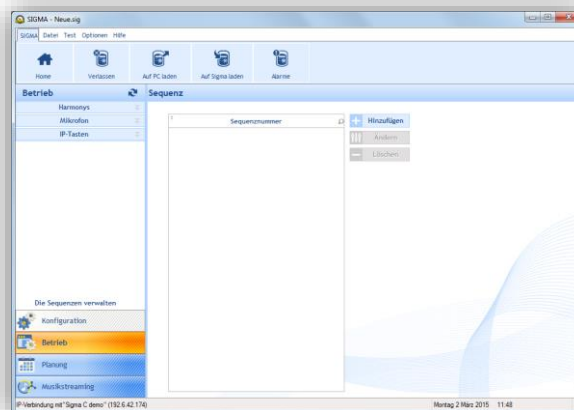 SIGMA - Neue.sig
SIGMA Datei Test Optionen Hilfe
Home Verlassen Auf PC laden Auf Sigma laden Alarme
Betrieb Sequenz
Harmonys
Mikrofon
IP-Tasten
Sequenznummer
Hinzufügen
Ändern
Löschen
Die Sequenzen verwalten
Konfiguration
Betrieb
Planung
Musikstreaming
IP-Verbindung mit "Sigma C demo" (192.6.42.174) Montag 2 März 2015 11:48